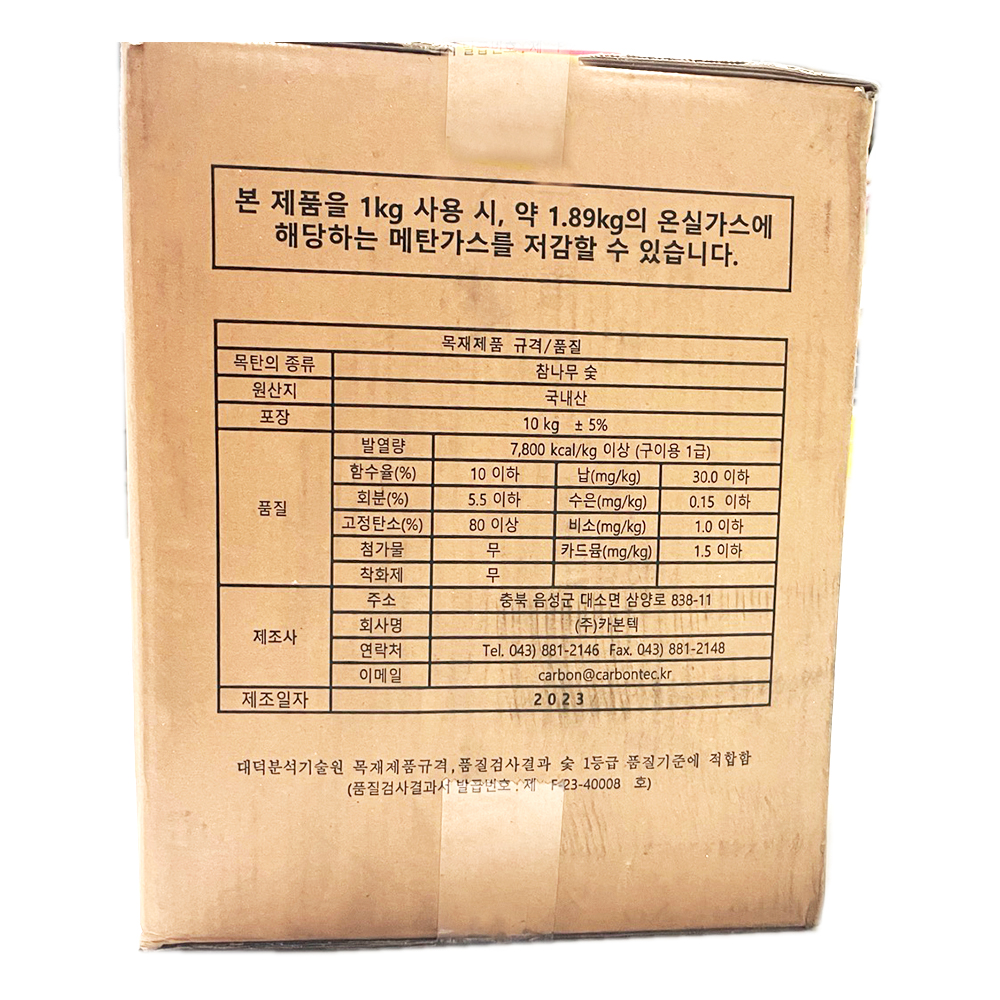 본 제품을 1kg 사용 시, 약 1.89kg의 온실가스에
해당하는 메탄가스를 저감할 수 있습니다.
목재제품 규격/품질
목탄의 종류 참나무 숯
원산지 국내산
포장 10 kg ± 5%
품질
발열량 7,800 kcal/kg 이상 (구이용 1급)
함수율(%) 10 이하 납(mg/kg) 30.0 이하
회분(%) 5.5 이하 수은(mg/kg) 0.15 이하
고정탄소(%) 80 이상 비소(mg/kg) 1.0 이하
첨가물 무 카드뮴(mg/kg) 1.5 이하
착화제 무
제조사
주소 충북 음성군 대소면 삼양로 838-11
회사명 (주)카본텍
연락처 Tel. 043) 881-2146 Fax. 043) 881-2148
이메일 carbon@carbontec.kr
제조일자 2023
대덕분석기술원 목재제품규격,품질검사결과 숯 1등급 품질기준에 적합함
(품질검사결과서 발급번호 : 제 F-23-40008 호)